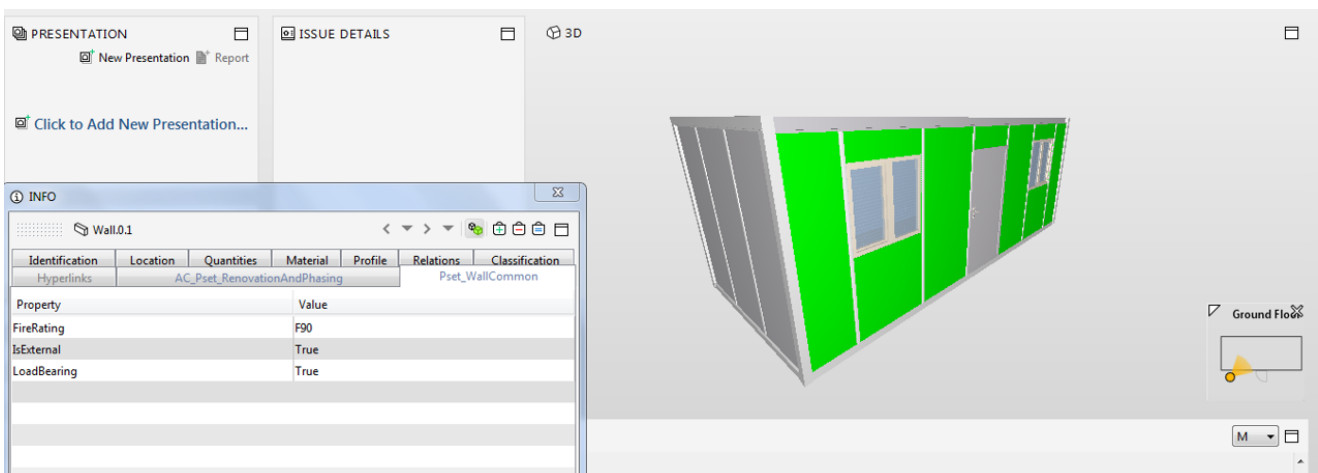 PRESENTATION
New Presentation Report
Click to Add New Presentation...
ISSUE DETAILS
3D
INFO
Wall.0.1
Identification Location Quantities Material Profile Relations Classification
Hyperlinks AC_Pset_RenovationAndPhasing Pset_WallCommon
Property Value
FireRating F90
IsExternal True
LoadBearing True
Ground Floor
M